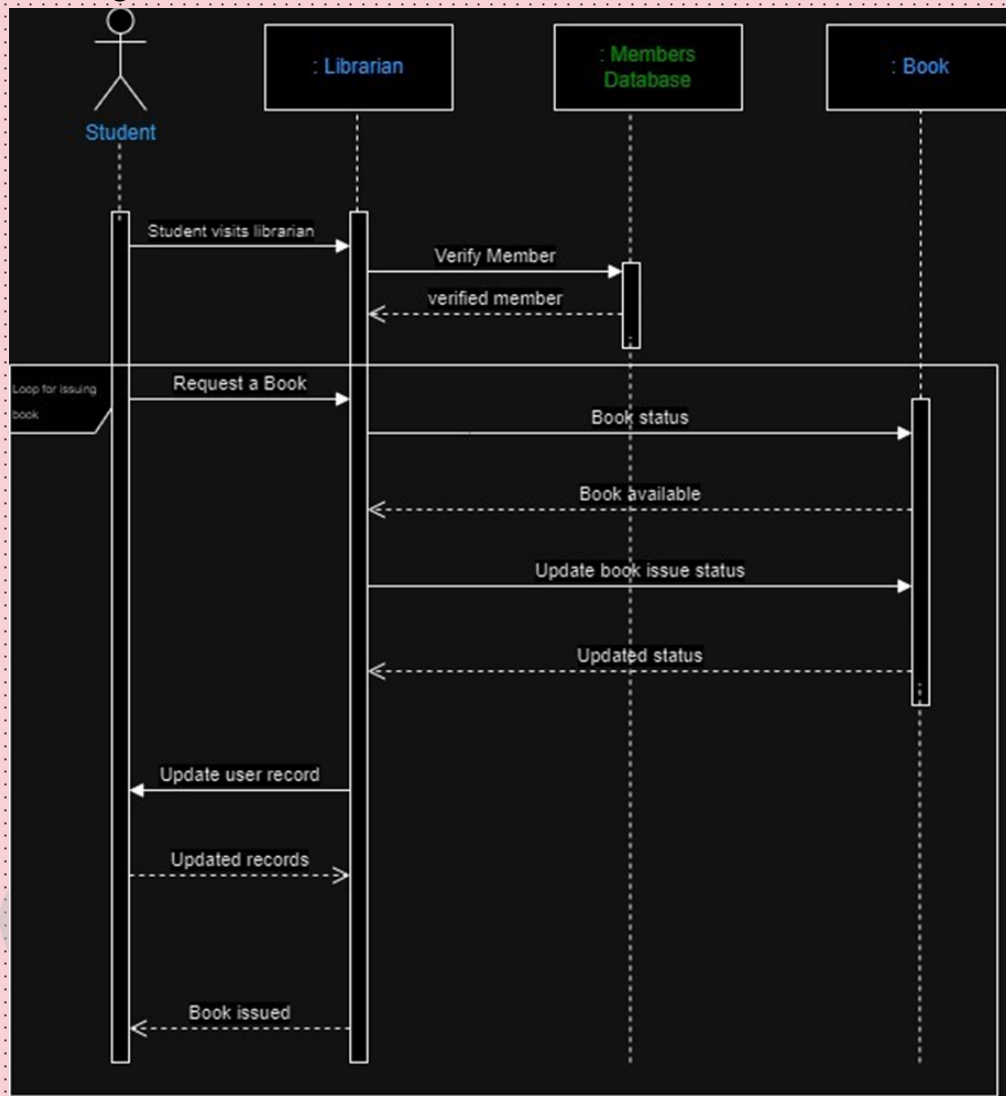 Student
: Librarian
: Members
Database
: Book
Student visits librarian
Verify Member
verified member
Loop for issuing
book
Request a Book
Book status
Book available
Update book issue status
Updated status
Update user record
Updated records
Book issued